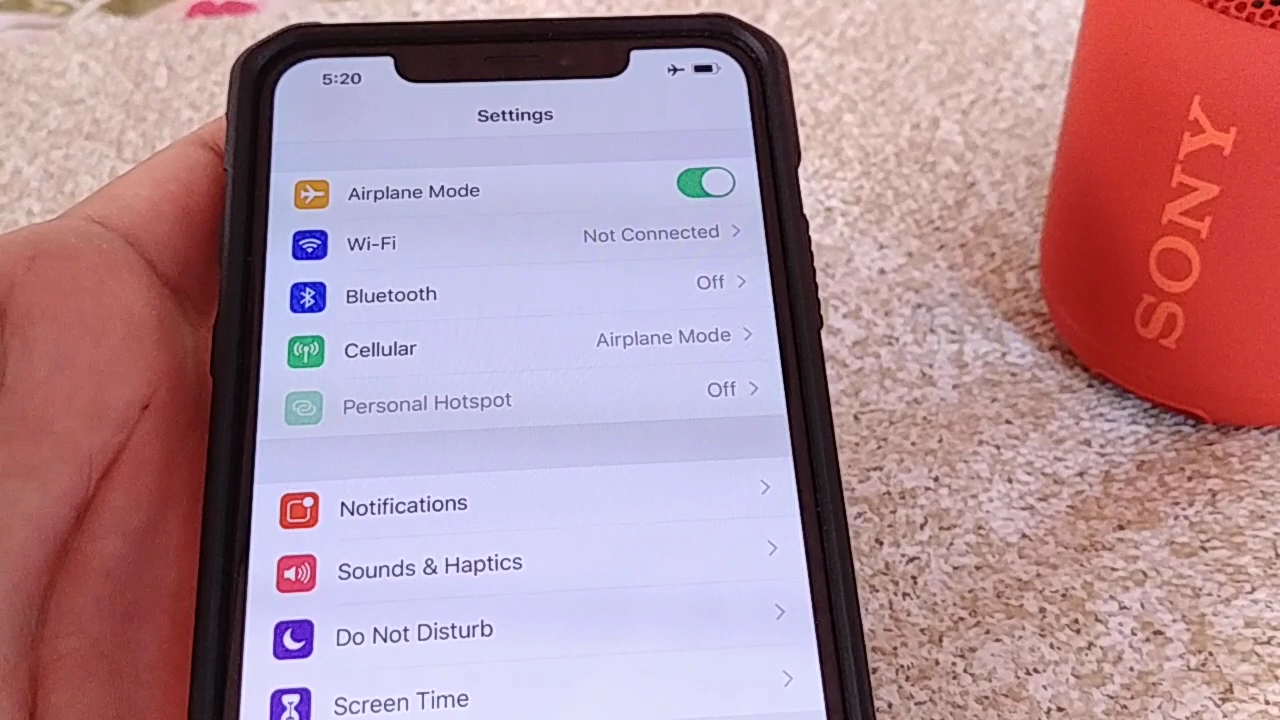 5:20
Settings
Airplane Mode
Wi-Fi Not Connected
Bluetooth Off
Cellular Airplane Mode
Personal Hotspot Off
Notifications
Sounds & Haptics
Do Not Disturb
Screen Time
SONY